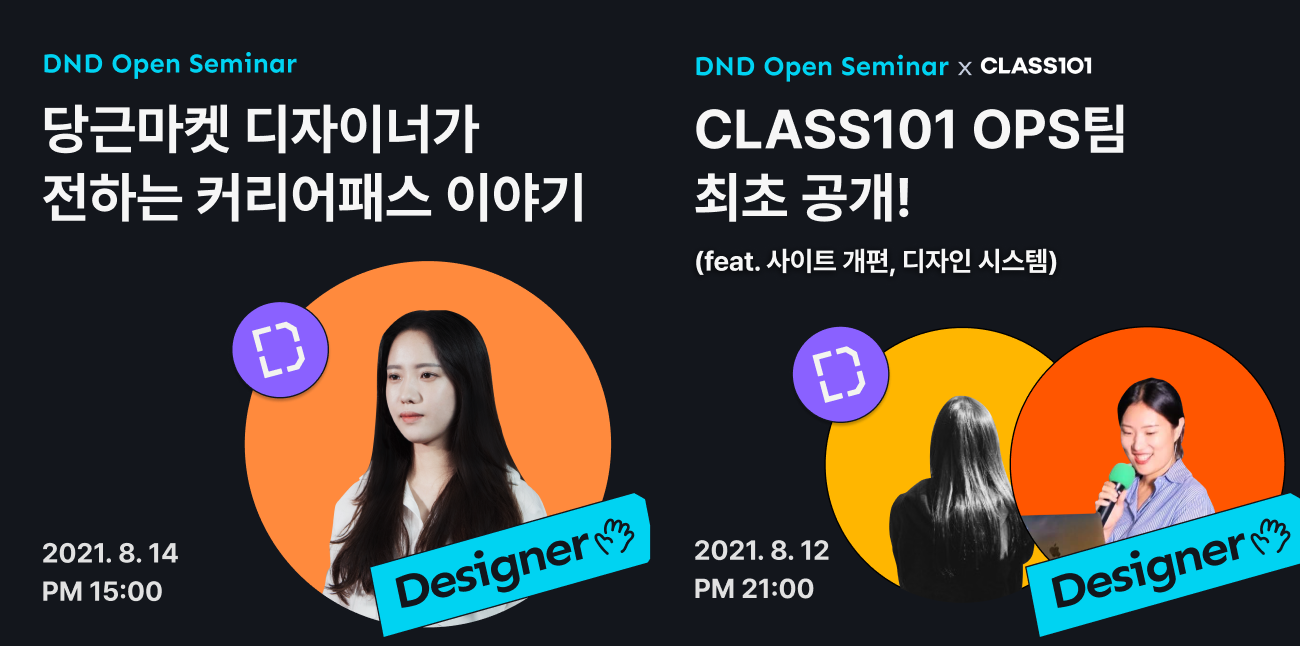 DND Open Seminar
당근마켓 디자이너가
전하는 커리어패스 이야기
2021. 8. 14
PM 15:00
Designer
DND Open Seminar x CLASS101
CLASS101 OPS팀
최초 공개!
(feat. 사이트 개편, 디자인 시스템)
2021. 8. 12
PM 21:00
Designer